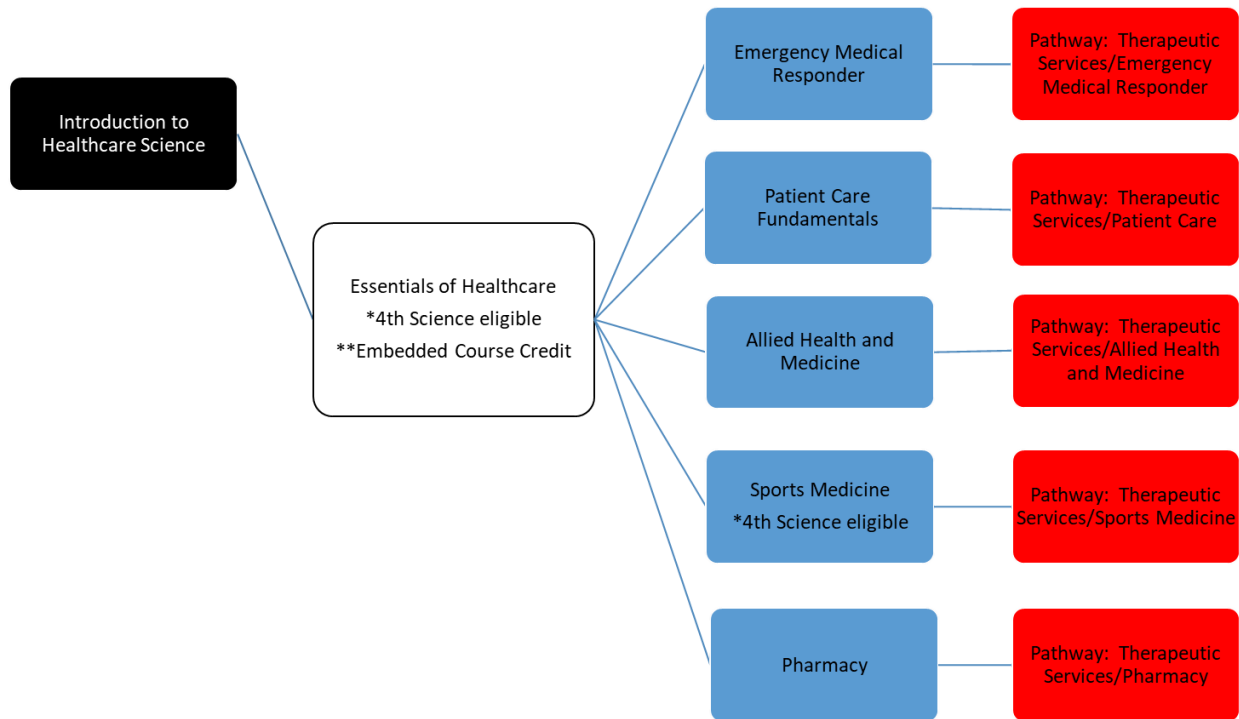 Introduction to
Healthcare Science
Essentials of Healthcare
*4th Science eligible
**Embedded Course Credit
Emergency Medical
Responder
Pathway:  Therapeutic
Services/Emergency
Medical Responder
Patient Care
Fundamentals
Pathway:  Therapeutic
Services/Patient Care
Allied Health and
Medicine
Pathway:  Therapeutic
Services/Allied Health
and Medicine
Sports Medicine
*4th Science eligible
Pathway:  Therapeutic
Services/Sports Medicine
Pharmacy
Pathway:  Therapeutic
Services/Pharmacy